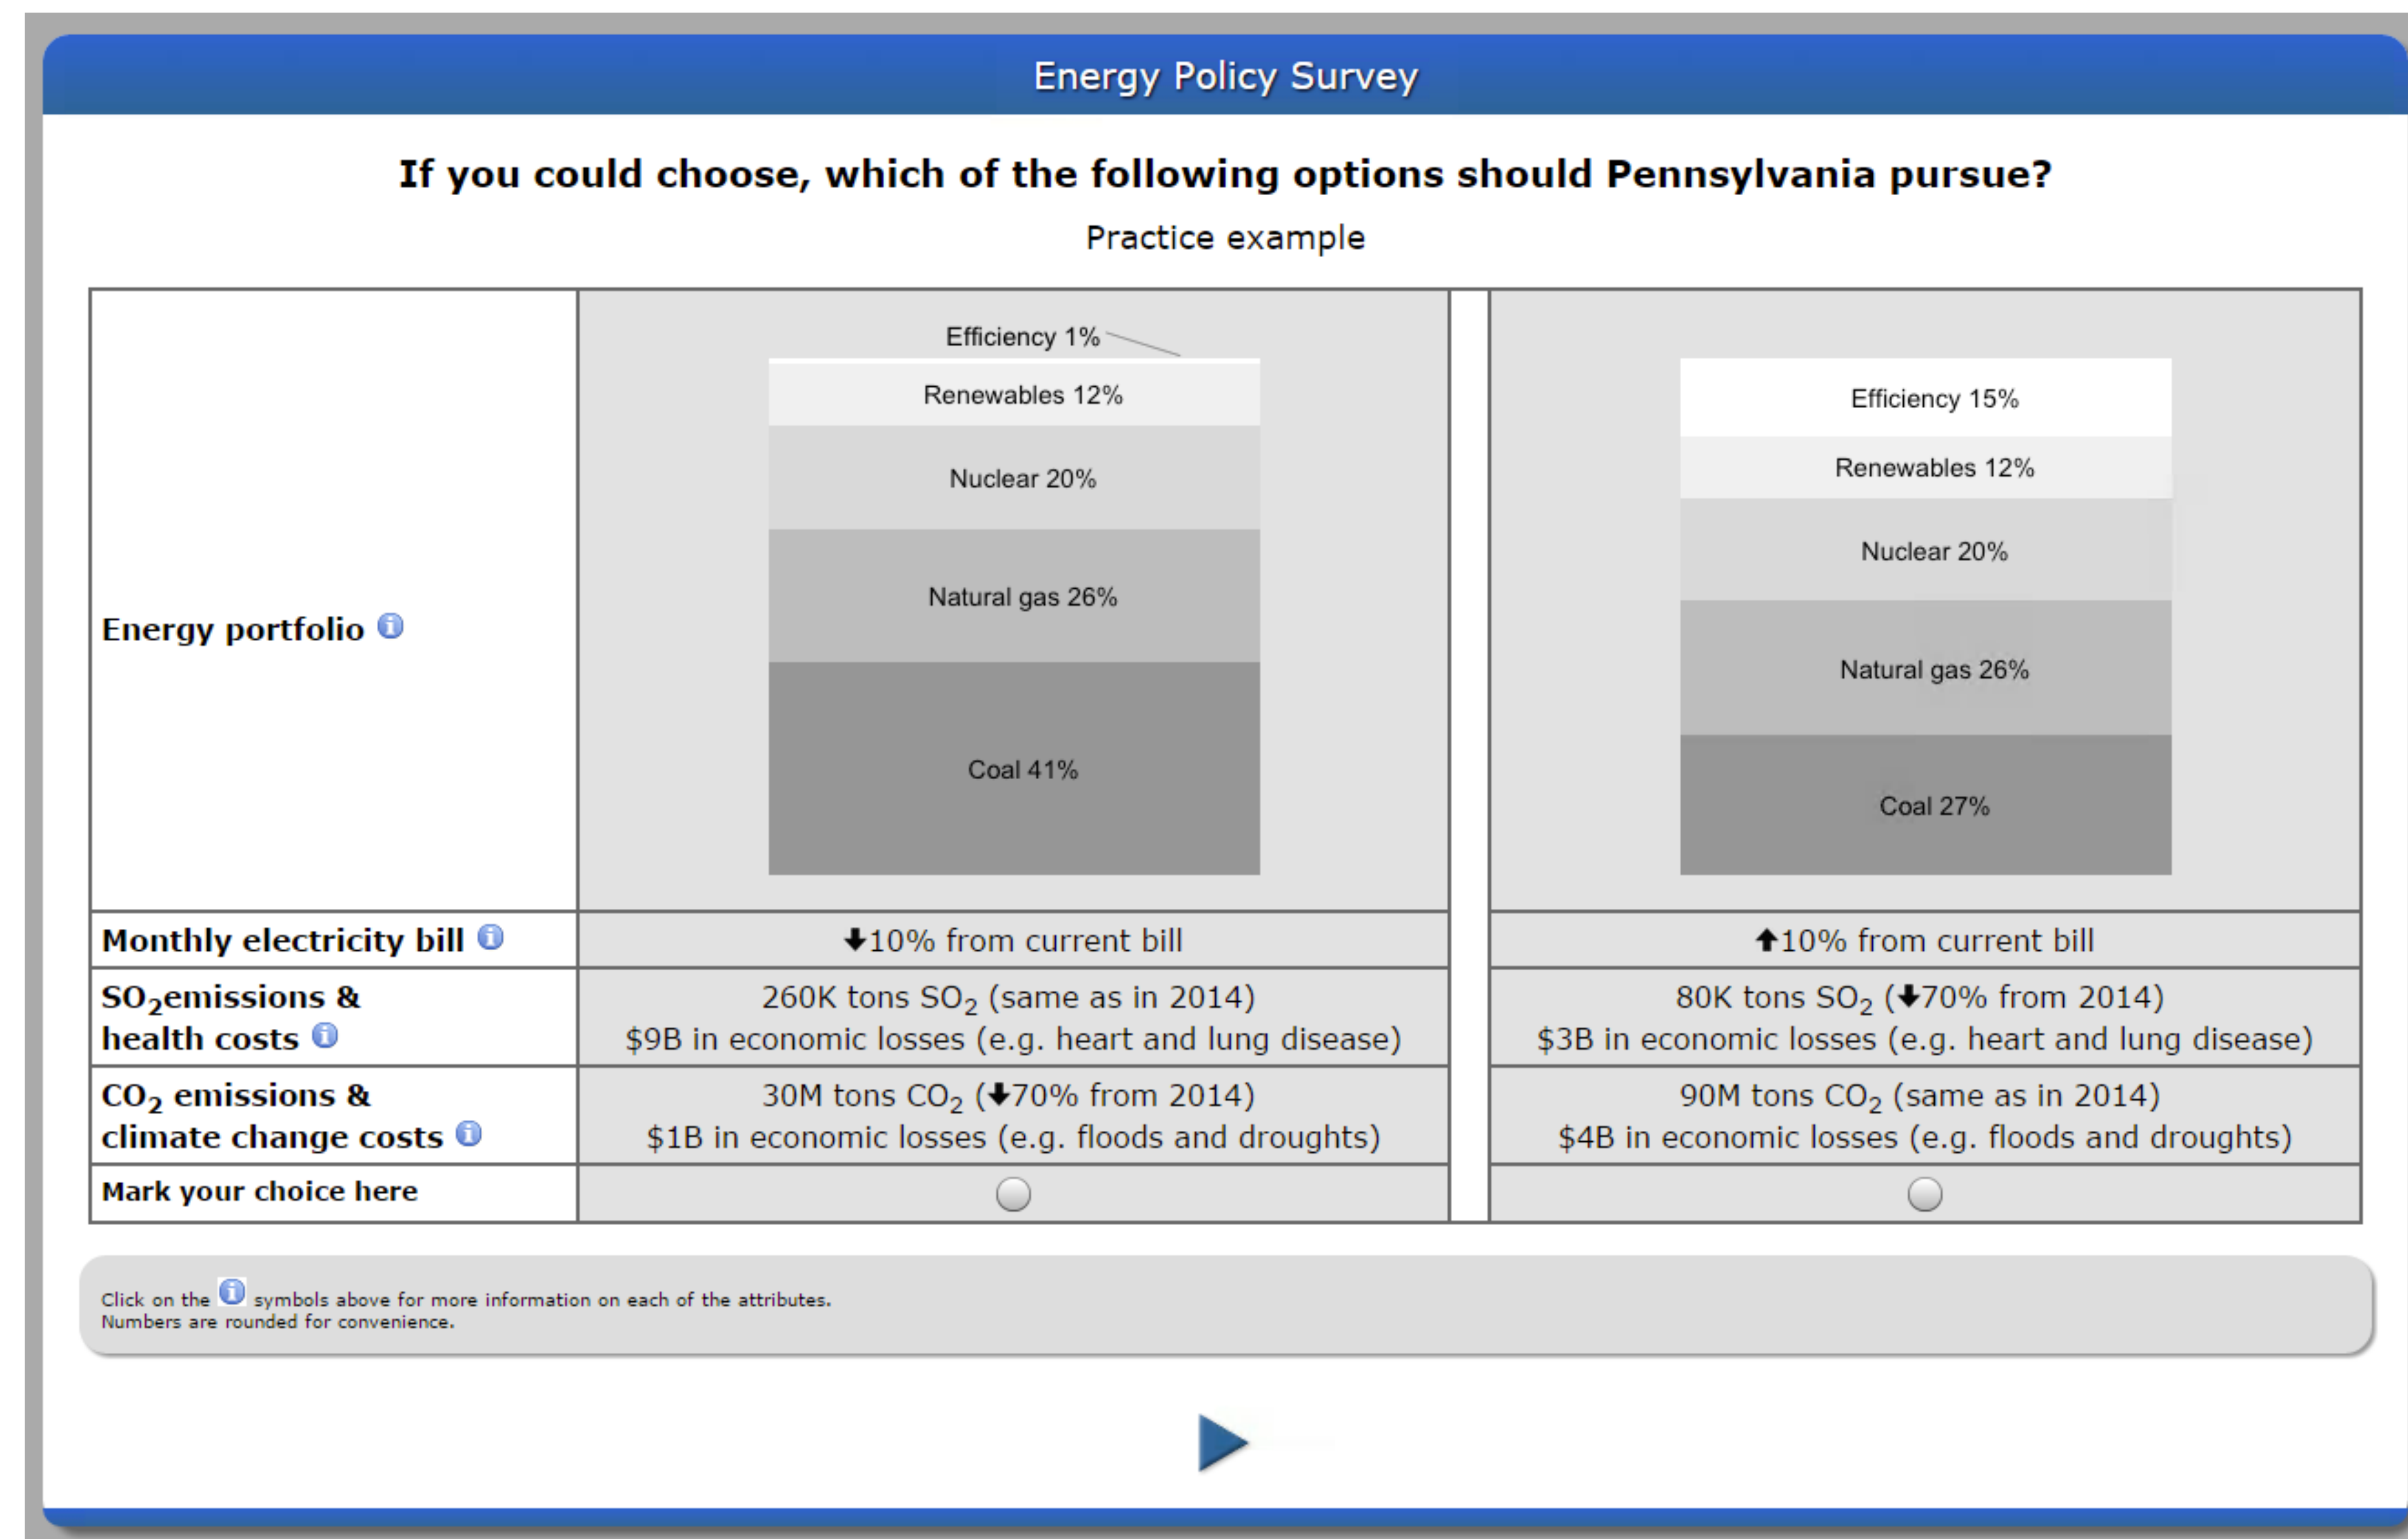 Energy Policy Survey
If you could choose, which of the following options should Pennsylvania pursue?
Practice example
Energy portfolio
Efficiency 1%
Renewables 12%
Nuclear 20%
Natural gas 26%
Coal 41%
Efficiency 15%
Renewables 12%
Nuclear 20%
Natural gas 26%
Coal 27%
Monthly electricity bill
🡇10% from current bill
🡅10% from current bill
SO₂emissions &
health costs
260K tons SO₂ (same as in 2014)
$9B in economic losses (e.g. heart and lung disease)
80K tons SO₂ (🡇70% from 2014)
$3B in economic losses (e.g. heart and lung disease)
CO₂ emissions &
climate change costs
30M tons CO₂ (🡇70% from 2014)
$1B in economic losses (e.g. floods and droughts)
90M tons CO₂ (same as in 2014)
$4B in economic losses (e.g. floods and droughts)
Mark your choice here
Click on the i symbols above for more information on each of the attributes.
Numbers are rounded for convenience.